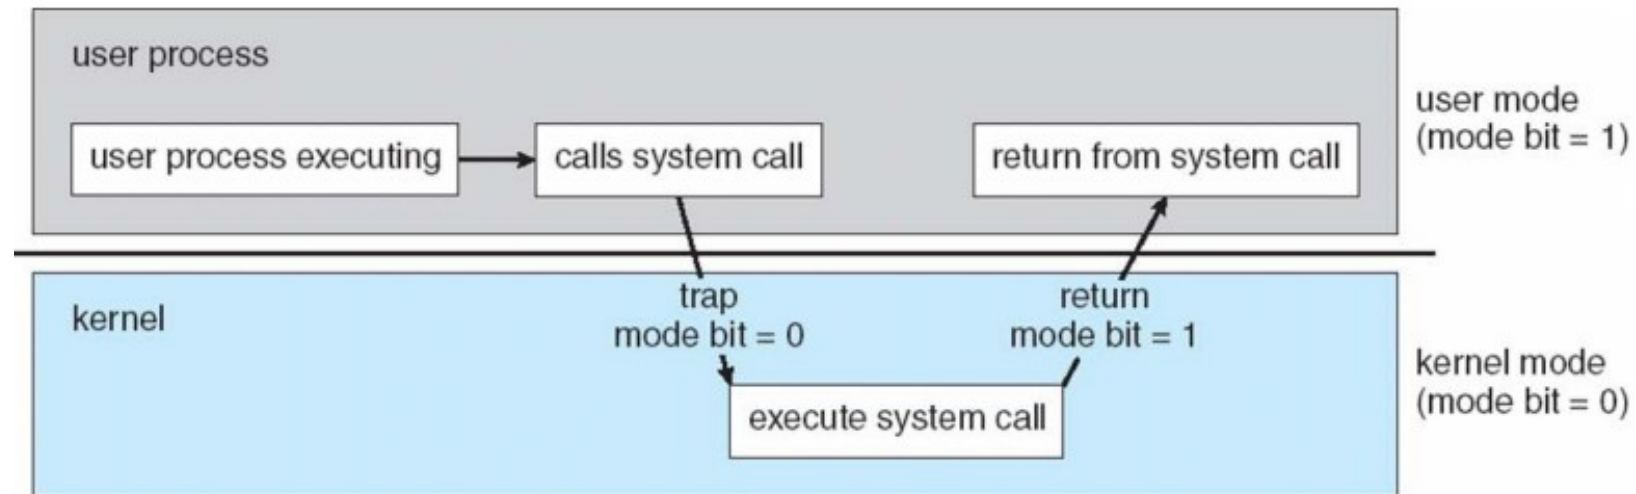 user process
user process executing
calls system call
return from system call
user mode
(mode bit = 1)
kernel
trap
mode bit = 0
return
mode bit = 1
execute system call
kernel mode
(mode bit = 0)